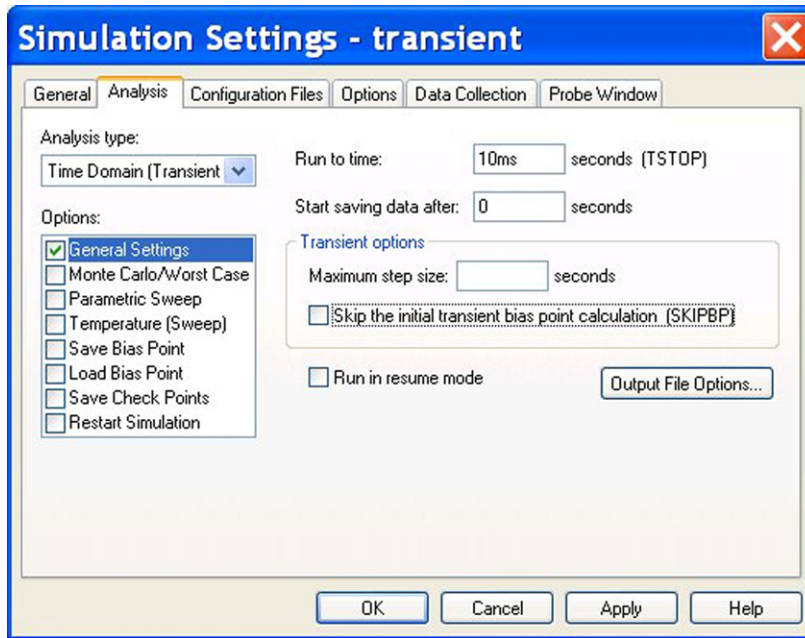 Simulation Settings - transient
General Analysis Configuration Files Options Data Collection Probe Window
Analysis type:
Time Domain (Transient
Options:
General Settings
Monte Carlo/Worst Case
Parametric Sweep
Temperature (Sweep)
Save Bias Point
Load Bias Point
Save Check Points
Restart Simulation
Run to time: 10ms seconds (TSTOP)
Start saving data after: 0 seconds
Transient options
Maximum step size: seconds
Skip the initial transient bias point calculation (SKIPBP)
Run in resume mode
Output File Options...
OK Cancel Apply Help